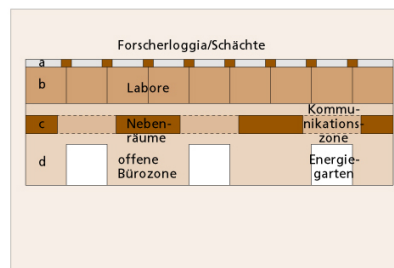 Forscherloggia/Schächte
a
b
Labore
c
Neben-
räume
Kommu-
nikations-
zone
d
offene
Bürozone
Energie-
garten